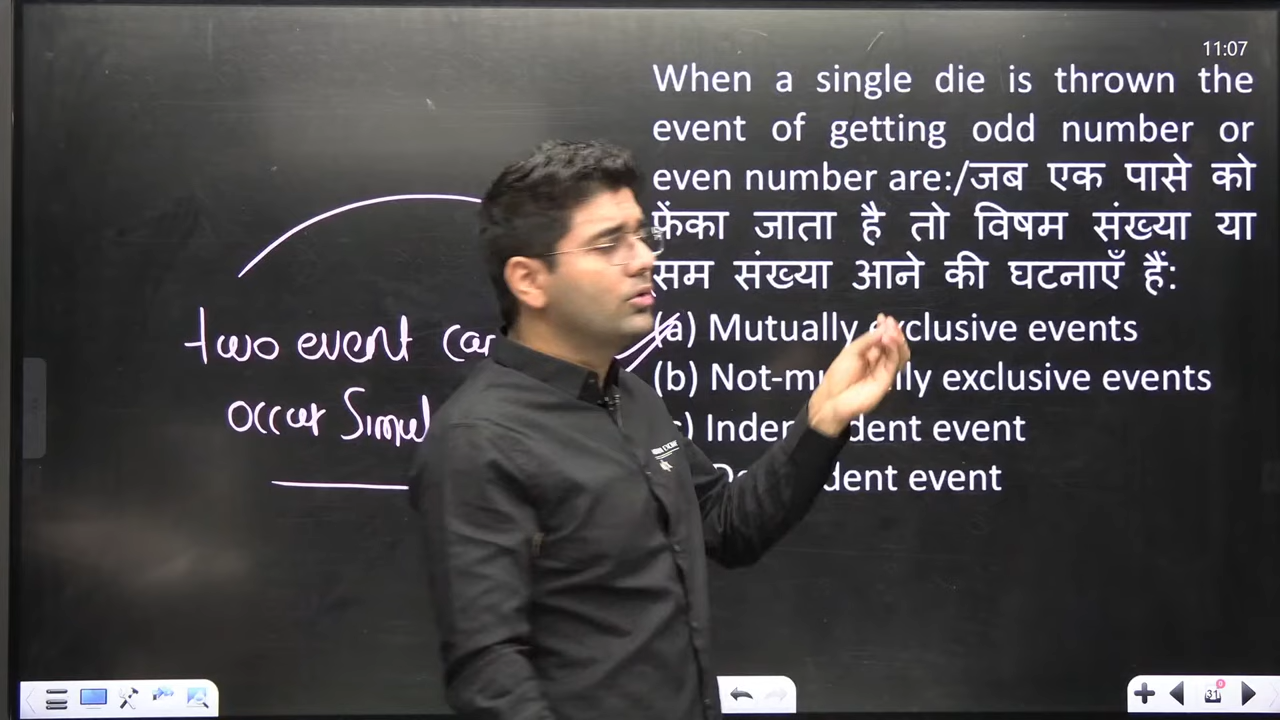 11:07
When a single die is thrown the
event of getting odd number or
even number are:/जब एक पासे को
फेंका जाता है तो विषम संख्या या
सम संख्या आने की घटनाएँ हैं:
(a) Mutually exclusive events
(b) Not-mu lly exclusive events
) Inde dent event
dent event
two event
occur
31